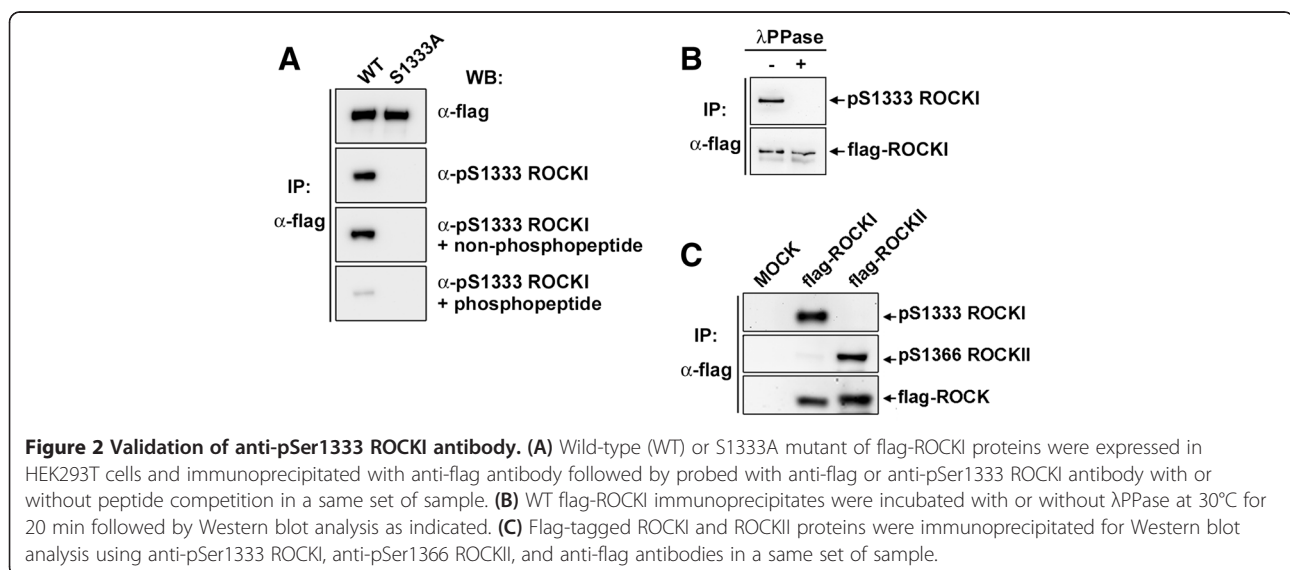 A
WT
S1333A
WB:
α-flag
IP:
α-flag
α-pS1333 ROCKI
α-pS1333 ROCKI
+ non-phosphopeptide
α-pS1333 ROCKI
+ phosphopeptide
B
λPPase
- +
IP:
α-flag
pS1333 ROCKI
flag-ROCKI
C
MOCK
flag-ROCKI
flag-ROCKII
IP:
α-flag
pS1333 ROCKI
pS1366 ROCKII
flag-ROCK
Figure 2 Validation of anti-pSer1333 ROCKI antibody. (A) Wild-type (WT) or S1333A mutant of flag-ROCKI proteins were expressed in
HEK293T cells and immunoprecipitated with anti-flag antibody followed by probed with anti-flag or anti-pSer1333 ROCKI antibody with or
without peptide competition in a same set of sample. (B) WT flag-ROCKI immunoprecipitates were incubated with or without λPPase at 30°C for
20 min followed by Western blot analysis as indicated. (C) Flag-tagged ROCKI and ROCKII proteins were immunoprecipitated for Western blot
analysis using anti-pSer1333 ROCKI, anti-pSer1366 ROCKII, and anti-flag antibodies in a same set of sample.